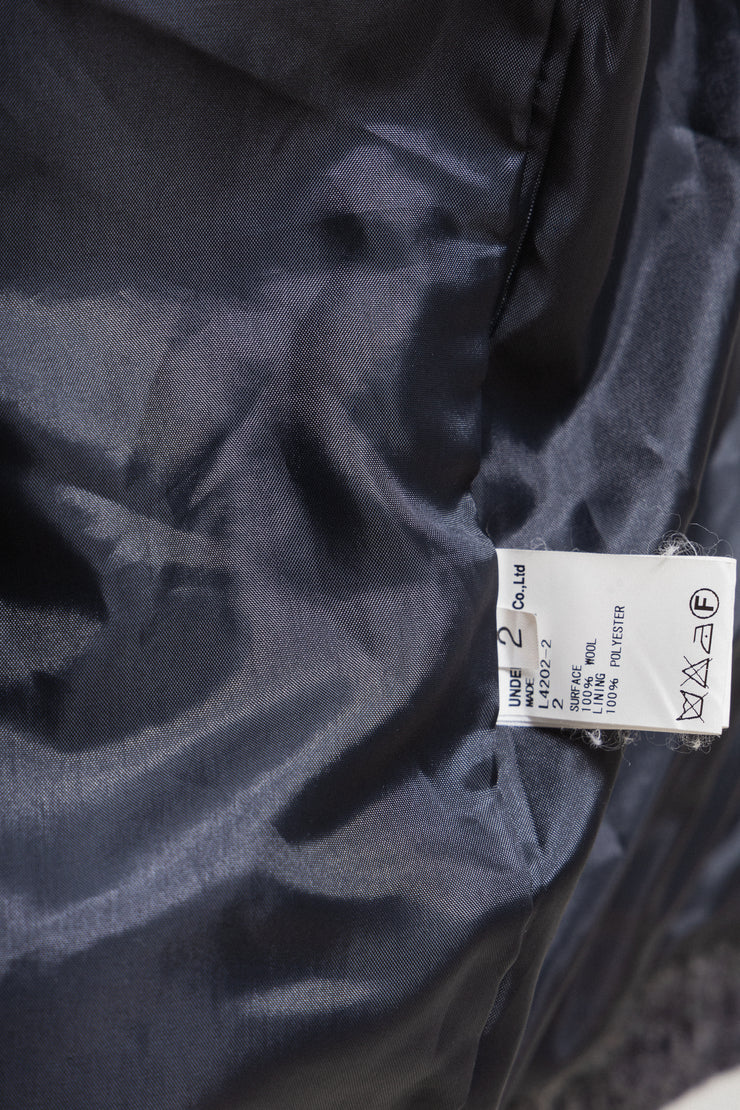 2
UNDE Co.,Ltd
MADE
L4202-2
2
SURFACE
100% WOOL
LINING
100% POLYESTER
F